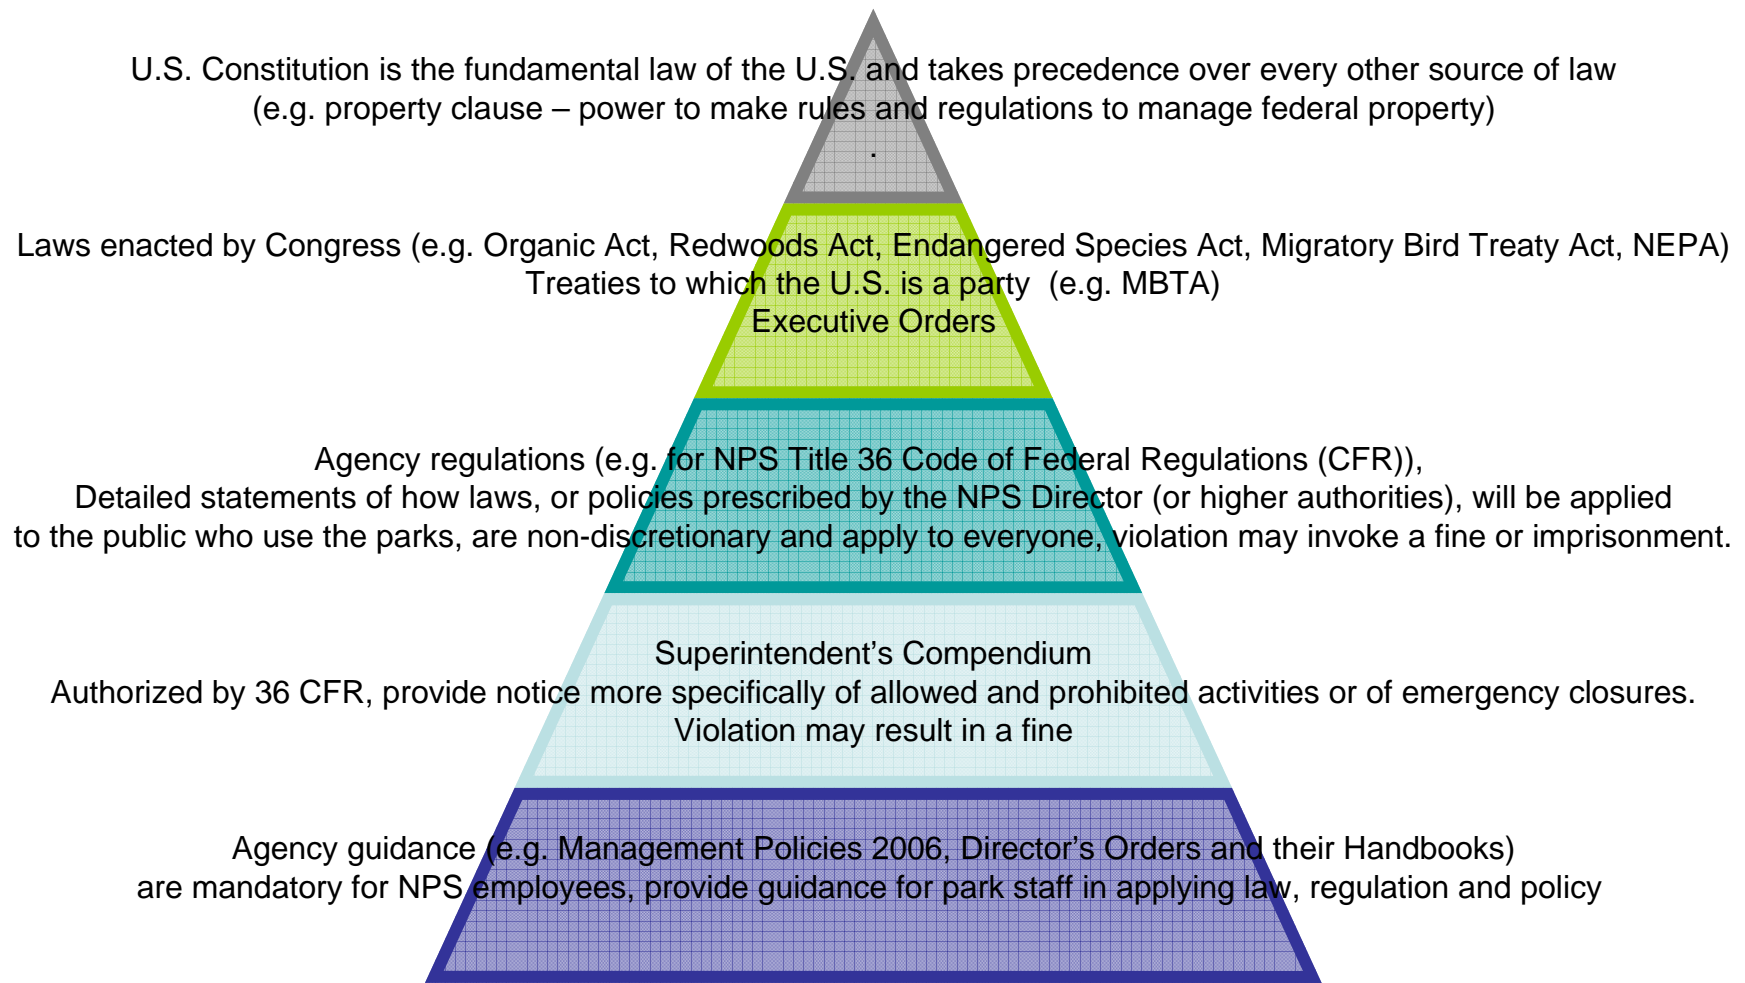 U.S. Constitution is the fundamental law of the U.S. and takes precedence over every other source of law
(e.g. property clause – power to make rules and regulations to manage federal property)
.
Laws enacted by Congress (e.g. Organic Act, Redwoods Act, Endangered Species Act, Migratory Bird Treaty Act, NEPA)
Treaties to which the U.S. is a party (e.g. MBTA)
Executive Orders
Agency regulations (e.g. for NPS Title 36 Code of Federal Regulations (CFR)),
Detailed statements of how laws, or policies prescribed by the NPS Director (or higher authorities), will be applied
to the public who use the parks, are non-discretionary and apply to everyone, violation may invoke a fine or imprisonment.
Superintendent’s Compendium
Authorized by 36 CFR, provide notice more specifically of allowed and prohibited activities or of emergency closures.
Violation may result in a fine
Agency guidance (e.g. Management Policies 2006, Director’s Orders and their Handbooks)
are mandatory for NPS employees, provide guidance for park staff in applying law, regulation and policy